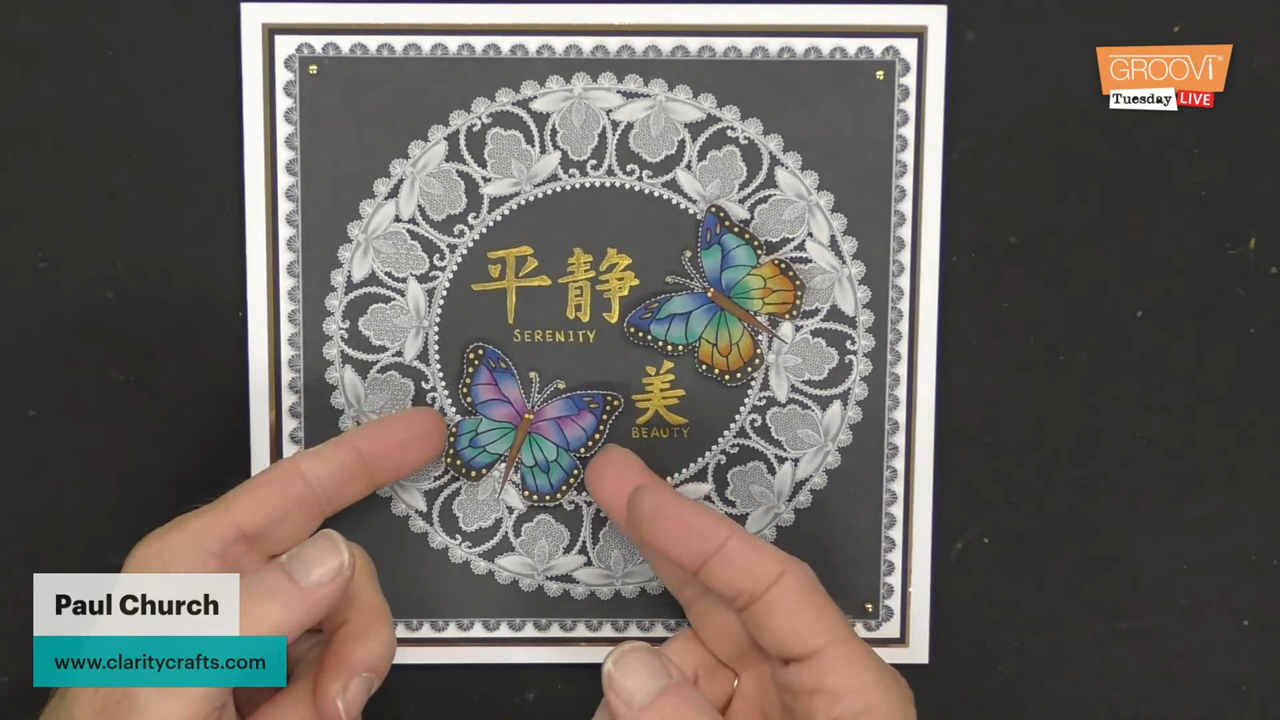 GROOVI®
Tuesday LIVE
平静
SERENITY
美
BEAUTY
Paul Church
www.claritycrafts.com